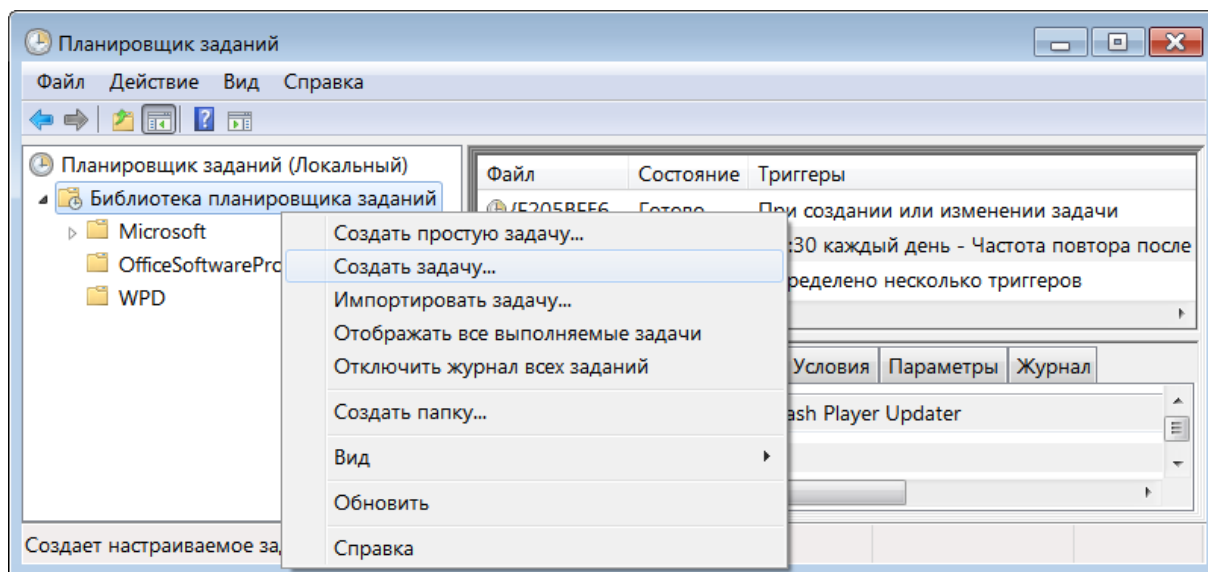 Планировщик заданий
Файл Действие Вид Справка
Планировщик заданий (Локальный)
Библиотека планировщика заданий
Microsoft
OfficeSoftwarePro
WPD
Файл Состояние Триггеры
При создании или изменении задачи
:30 каждый день - Частота повтора после
ределено несколько триггеров
Создать простую задачу...
Создать задачу...
Импортировать задачу...
Отображать все выполняемые задачи
Отключить журнал всех заданий
Создать папку...
Вид
Обновить
Справка
Условия Параметры Журнал
ash Player Updater
Создает настраиваемое за